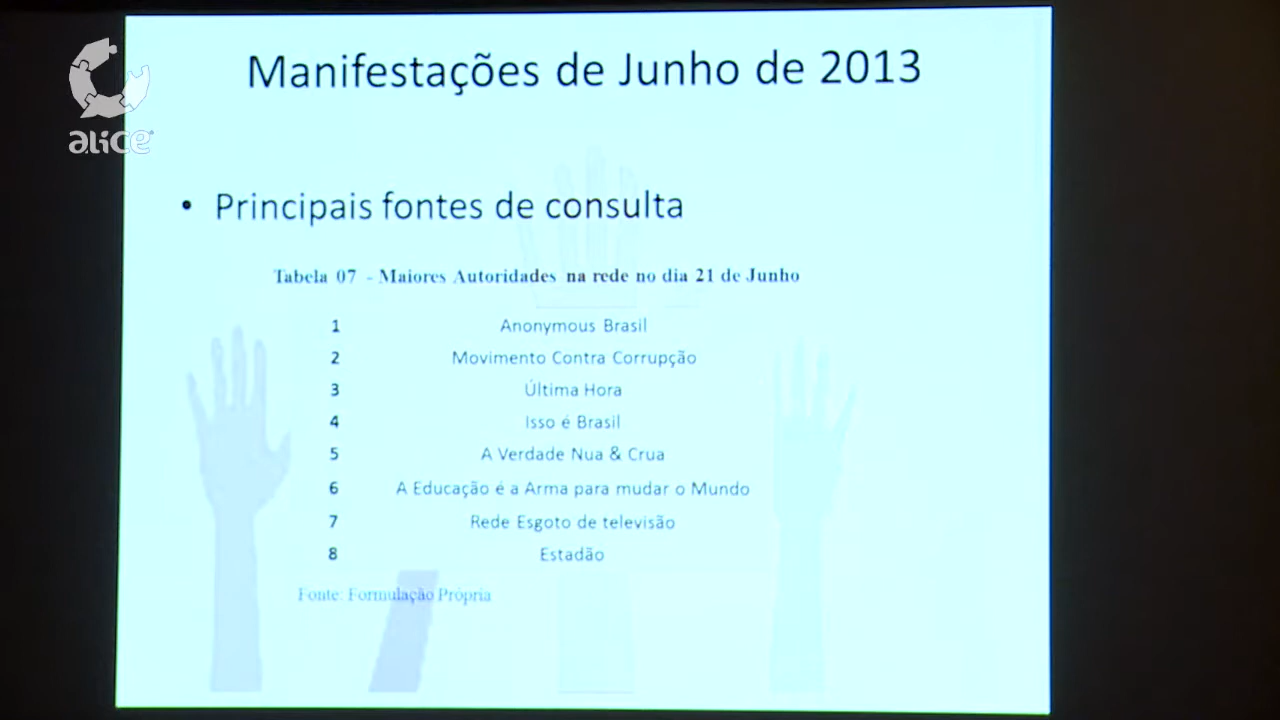 alice
Manifestações de Junho de 2013
• Principais fontes de consulta
Tabela 07 - Maiores Autoridades na rede no dia 21 de Junho
1 Anonymous Brasil
2 Movimento Contra Corrupção
3 Última Hora
4 Isso é Brasil
5 A Verdade Nua & Crua
6 A Educação é a Arma para mudar o Mundo
7 Rede Esgoto de televisão
8 Estadão
Fonte: Formulação Própria